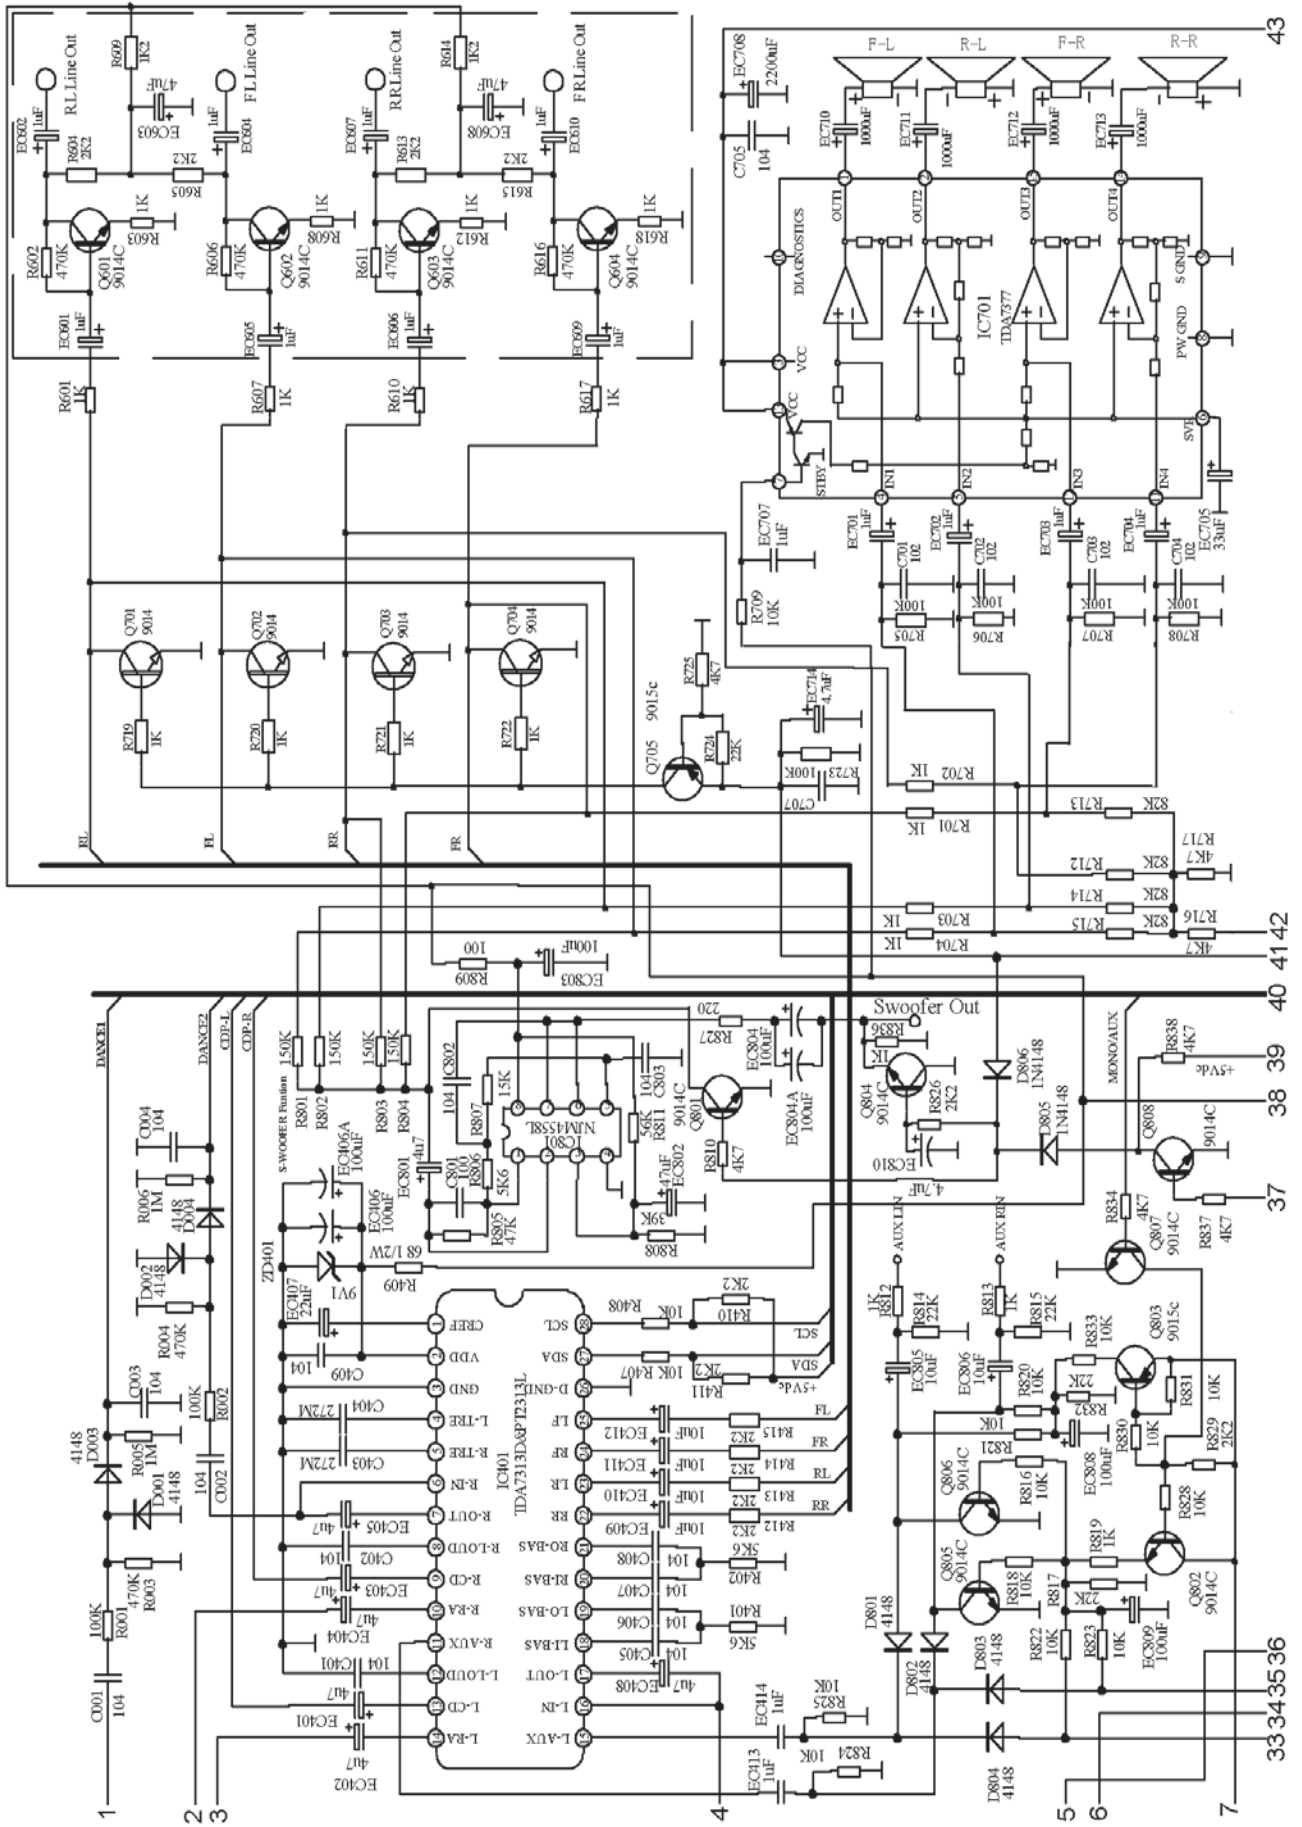 RL Line Out
R609
1K2
EC602
1uF
R604
2K2
47uF
EC603
FL Line Out
1uF
EC604
2K2
R605
RR Line Out
R614
1K2
EC607
1uF
R613
2K2
47uF
EC608
FR Line Out
1uF
EC610
2K2
R615
R602
470K
Q601
9014C
1K
R603
R606
470K
Q602
9014C
1K
R608
R611
470K
Q603
9014C
1K
R612
R616
470K
Q604
9014C
1K
R618
EC601
1uF
EC605
1uF
EC606
1uF
EC609
1uF
R601
1K
R607
1K
R610
1K
R617
1K
43
EC708
2200uF
C705
104
F-L
R-L
F-R
R-R
EC710
1000uF
EC711
1000uF
EC712
1000uF
EC713
1000uF
OUT1
OUT2
OUT3
OUT4
DIAGNOSTICS
IC701
TDA7377
S GND
PW GND
VCC
VCC
STBY
SVR
IN1
IN2
IN3
IN4
EC707
1uF
R709
10K
EC701
1uF
EC702
1uF
EC703
1uF
EC704
1uF
EC705
33uF
C701
102
C702
102
C703
102
C704
102
100K
R705
100K
R706
100K
R707
100K
R708
Q701
9014
Q702
9014
Q703
9014
Q704
9014
R719
1K
R720
1K
R721
1K
R722
1K
Q705
9015c
R725
4K7
R724
22K
EC714
4.7uF
100K
R723
C707
1K
R702
1K
R701
R713
82K
R712
82K
R714
82K
R715
82K
R717
4K7
R716
4K7
1K
R703
1K
R704
RL
FL
RR
FR
42
41
40
39
38
37
R809
100
100uF
EC803
DANCE1
DANCE2
CDP-L
CDP-R
S-WOOFER Funtion
150K
R801
150K
R802
150K
R803
150K
R804
C004
104
R006
1M
4148
D004
D002
4148
R004
470K
4148
D003
C003
104
R005
1M
D001
4148
100K
R002
104
C002
470K
R003
100K
R001
C001
104
EC406A
100uF
EC406
100uF
ZD401
9V1
EC407
22uF
68 1/2W
R409
EC801
4u7
C801
100
R805
47K
R806
5K6
104
C802
R807
15K
IC801
NJM4558L
56K
R811
104
C803
47uF
EC802
39K
R808
9014C
Q801
R810
4K7
220
R827
EC804
100uF
EC804A
100uF
Swoofer Out
R836
1K
Q804
9014C
R826
2K2
EC810
4.7uF
D806
1N4148
D805
1N4148
MONO/AUX
R838
4K7
+5Vdc
Q808
9014C
R834
4K7
Q807
9014C
R837
4K7
IC401
TDA7313D&PT2313L
CREF
VDD
GND
L-TRE
R-TRE
R-IN
R-OUT
R-LOUD
R-CD
R-RA
R-AUX
L-LOUD
L-CD
L-RA
SCL
SDA
D-GND
LF
RF
LR
RR
RO-BAS
RI-BAS
LO-BAS
LI-BAS
L-OUT
L-IN
L-AUX
104
C409
272M
C404
272M
C403
4u7
EC405
104
C402
4u7
EC403
4u7
EC404
104
C401
4u7
EC401
4u7
EC402
R408
10K
2K2
R410
R407
10K
2K2
R411
SCL
SDA
+5Vdc
EC412
10uF
2K2
R415
FL
EC411
10uF
2K2
R414
FR
EC410
10uF
2K2
R413
RL
EC409
10uF
2K2
R412
RR
C408
104
5K6
R402
C407
104
C406
104
R401
5K6
C405
104
EC408
4u7
AUX LIN
AUX RIN
1K
R812
R814
22K
R813
1K
R815
22K
EC805
10uF
EC806
10uF
R820
10K
R833
10K
Q803
9015c
22K
R832
R831
10K
10K
R821
EC808
100uF
R830
10K
R829
2K2
R828
10K
Q806
9014C
R816
10K
Q805
9014C
R818
10K
R819
1K
R817
22K
Q802
9014C
D801
4148
D802
4148
D803
4148
D804
4148
R822
10K
R823
10K
EC809
100uF
EC414
1uF
10K
R825
EC413
1uF
10K
R824
36
35
34
33
1
2
3
4
5
6
7